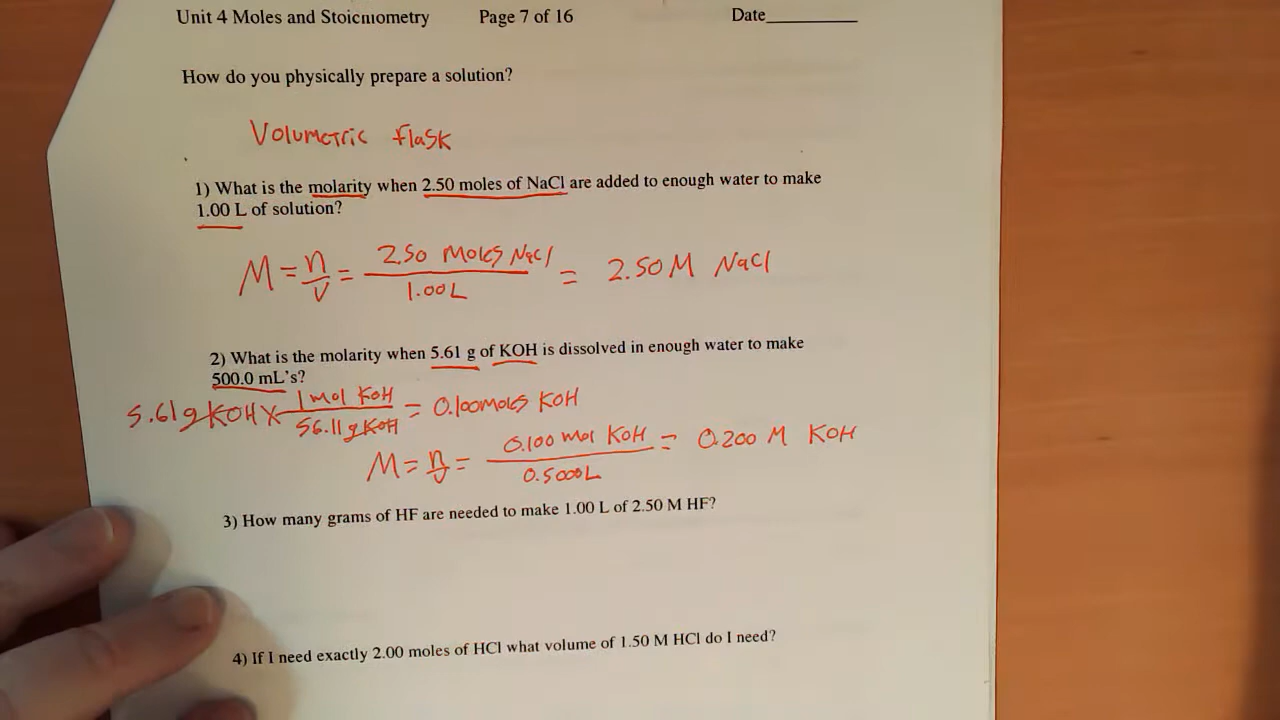 Unit 4 Moles and Stoichiometry Page 7 of 16 Date_________
How do you physically prepare a solution?
Volumetric flask
1) What is the molarity when 2.50 moles of NaCl are added to enough water to make
1.00 L of solution?
M = n/V = 2.50 Moles NaCl / 1.00 L = 2.50 M NaCl
2) What is the molarity when 5.61 g of KOH is dissolved in enough water to make
500.0 mL's?
5.61 g KOH x 1 mol KOH / 56.11 g KOH = 0.100 moles KOH
M = n/V = 0.100 mol KOH / 0.5000 L = 0.200 M KOH
3) How many grams of HF are needed to make 1.00 L of 2.50 M HF?
4) If I need exactly 2.00 moles of HCl what volume of 1.50 M HCl do I need?